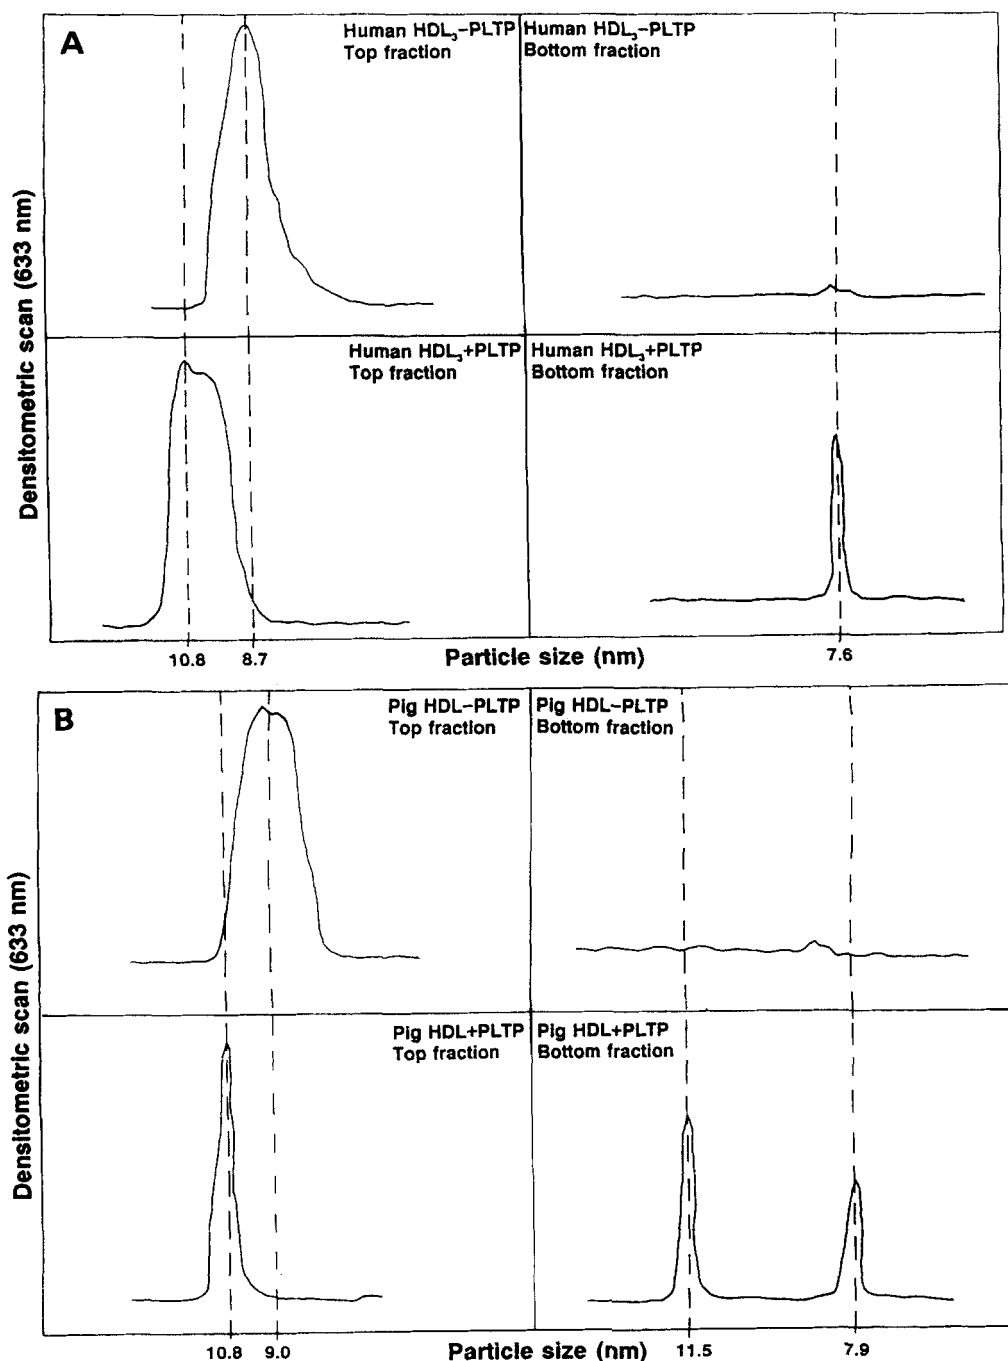 A
Human HDL₃-PLTP
Top fraction
Human HDL₃-PLTP
Bottom fraction
Human HDL₃+PLTP
Top fraction
Human HDL₃+PLTP
Bottom fraction
Densitometric scan (633 nm)
10.8
8.7
Particle size (nm)
7.6
B
Pig HDL-PLTP
Top fraction
Pig HDL-PLTP
Bottom fraction
Pig HDL+PLTP
Top fraction
Pig HDL+PLTP
Bottom fraction
Densitometric scan (633 nm)
10.8
9.0
Particle size (nm)
11.5
7.9